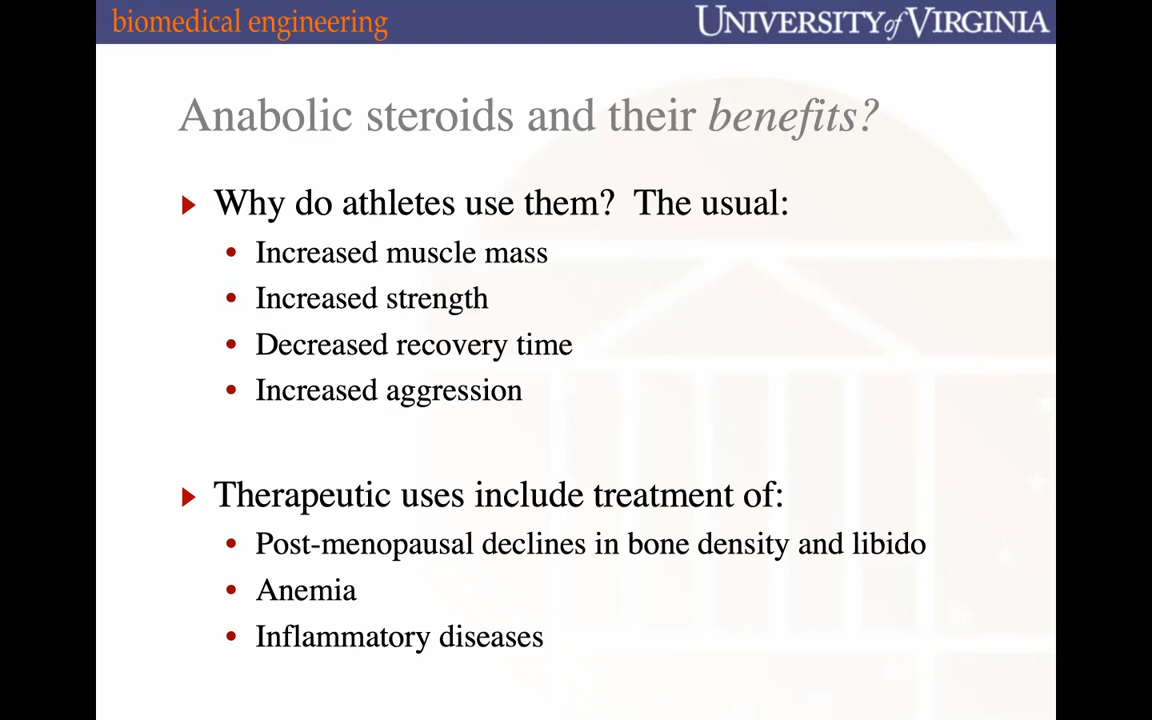 biomedical engineering
UNIVERSITY of VIRGINIA
Anabolic steroids and their benefits?
Why do athletes use them? The usual:
• Increased muscle mass
• Increased strength
• Decreased recovery time
• Increased aggression
Therapeutic uses include treatment of:
• Post-menopausal declines in bone density and libido
• Anemia
• Inflammatory diseases